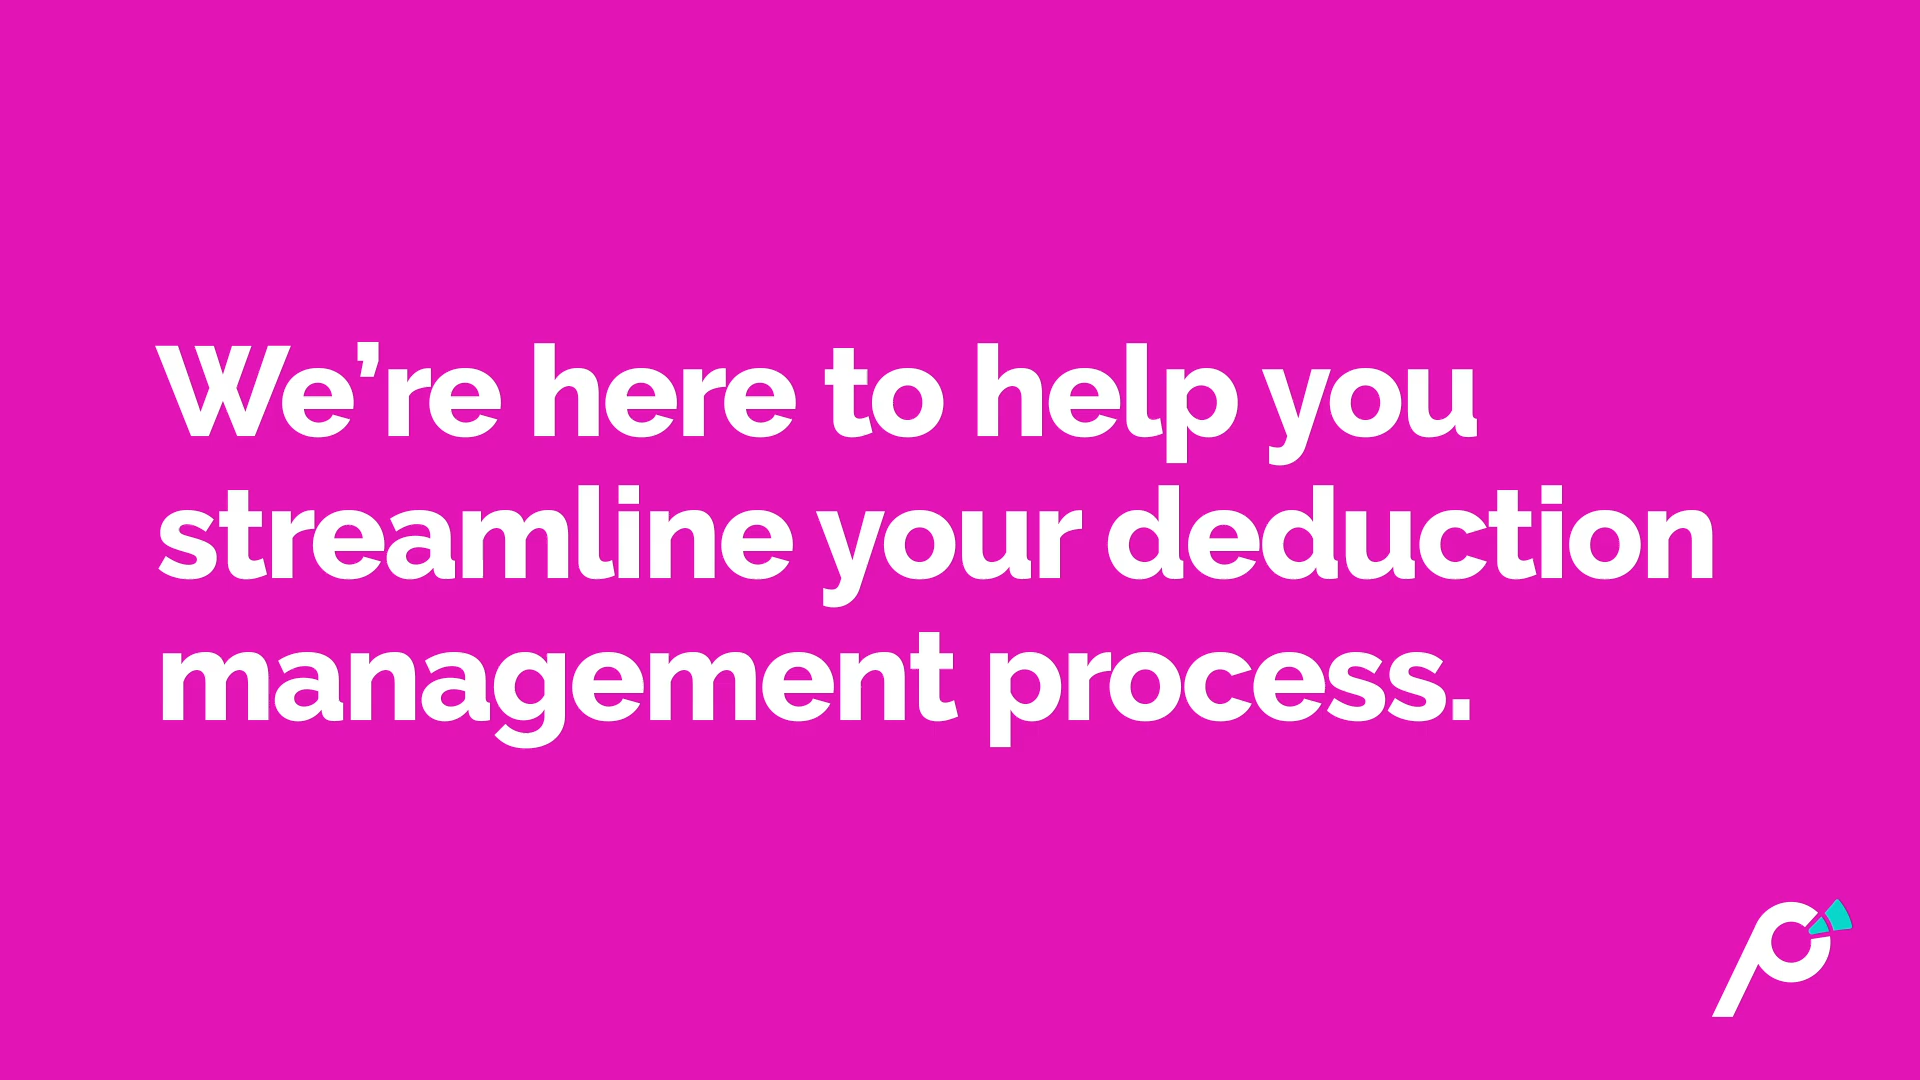 We’re here to help you
streamline your deduction
management process.